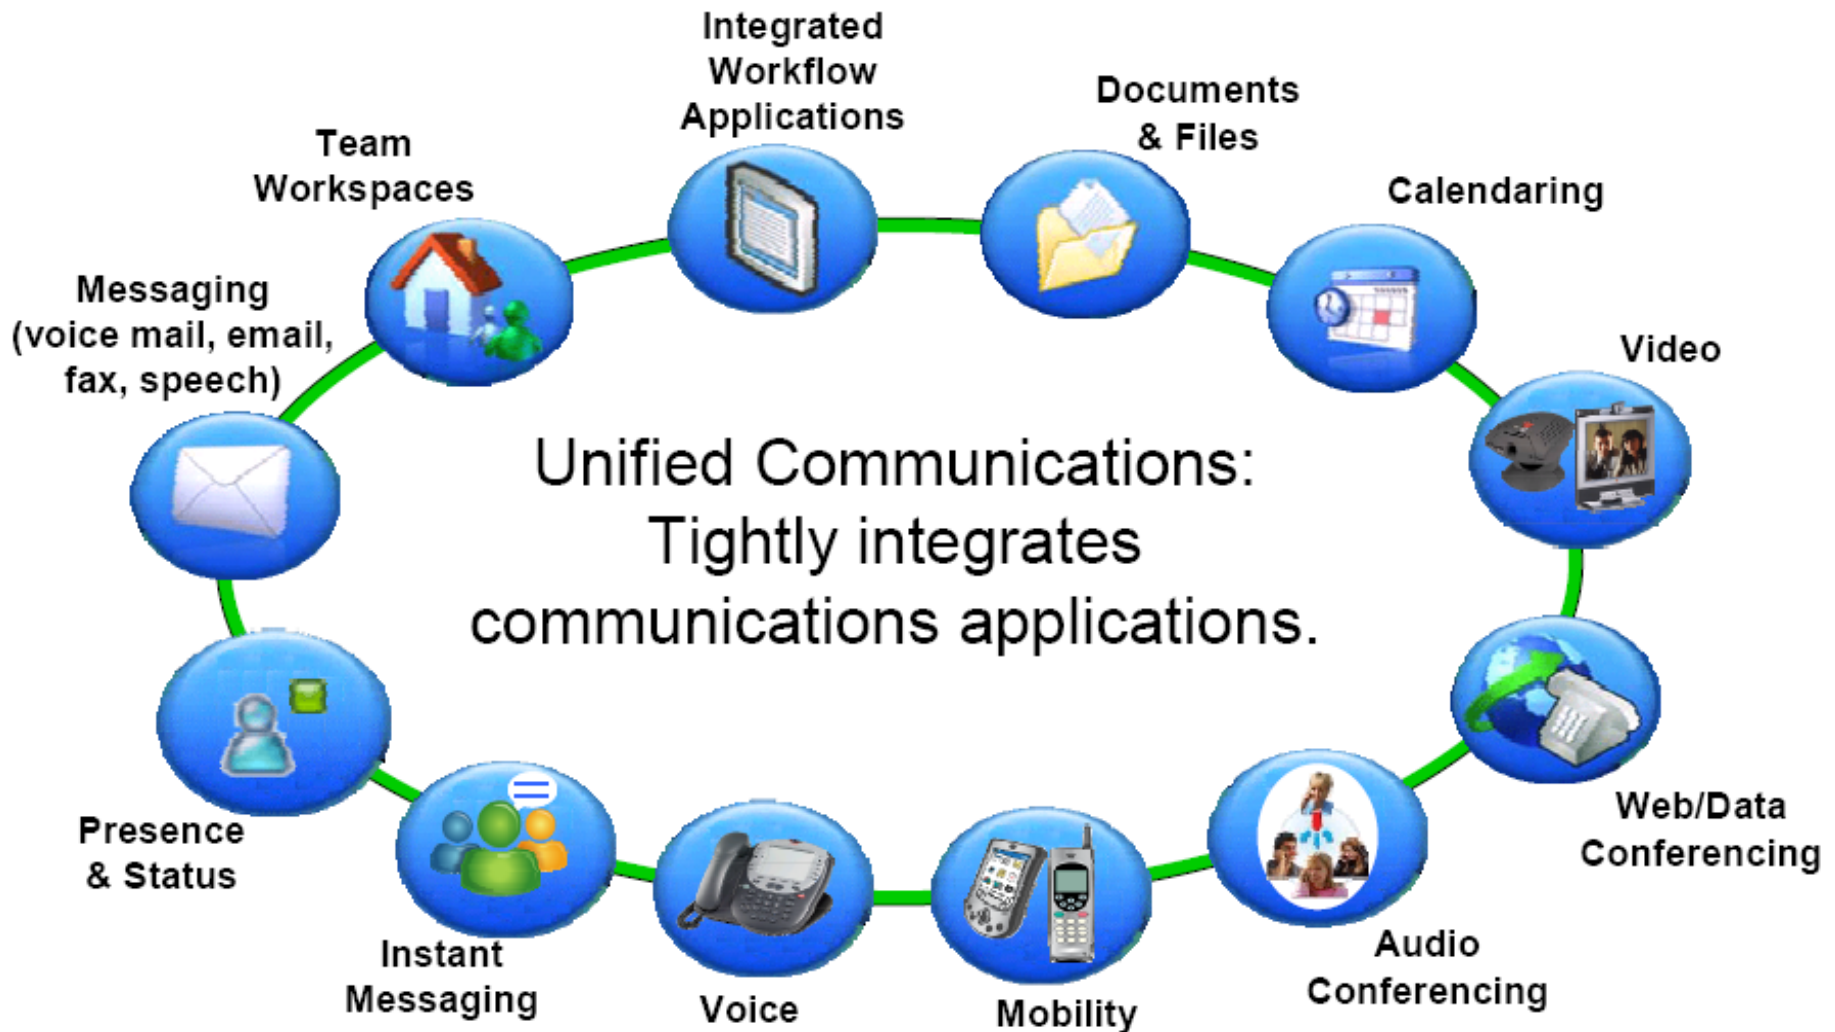 Integrated
Workflow
Applications
Documents
& Files
Calendaring
Video
Web/Data
Conferencing
Audio
Conferencing
Mobility
Voice
Instant
Messaging
Presence
& Status
Messaging
(voice mail, email,
fax, speech)
Team
Workspaces
Unified Communications:
Tightly integrates
communications applications.